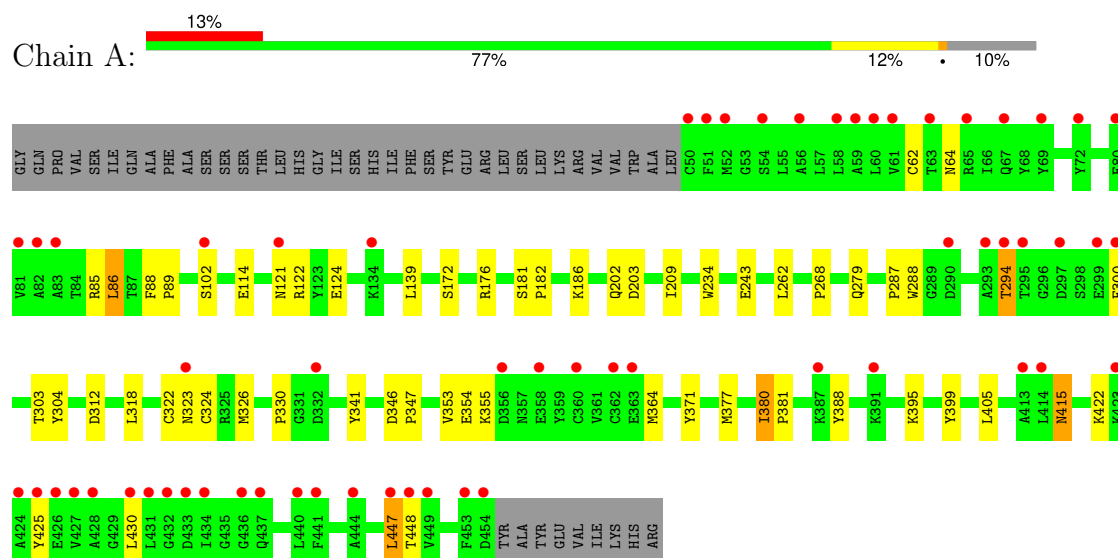 13%
Chain A:
77% 12% • 10%
GLY GLN PRO VAL SER ILE GLN ALA PHE ALA SER SER SER SER THR LEU HIS GLY ILE SER HIS ILE PHE SER TYR GLU ARG LEU SER LEU LYS ARG VAL VAL TRP ALA LEU C50 F51 M52 G53 S54 L55 A56 L57 L58 A59 L60 V61 C62 T63 N64 R65 I66 Q67 Y68 Y69 Y72 E80
V81 A82 A83 T84 R85 L86 T87 F88 P89 S102 E114 N121 R122 Y123 E124 K134 L139 S172 R176 S181 P182 K186 Q202 D203 I209 W234 E243 L262 P268 Q279 P287 W288 G289 D290 A293 T294 T295 G296 D297 S298 E299 E300
T303 Y304 D312 L318 C322 N323 C324 R325 M326 P330 G331 D332 Y341 D346 P347 V353 E354 K355 D356 N357 E358 Y359 C360 V361 C362 E363 M364 Y371 M377 I380 P381 K387 Y388 K391 K395 Y399 L405 A413 L414 N415 K422 K423
A424 Y425 E426 V427 A428 G429 L430 L431 G432 D433 I434 G435 G436 Q437 L440 F441 A444 L447 T448 V449 F453 D454 TYR ALA TYR GLU VAL ILE LYS HIS ARG